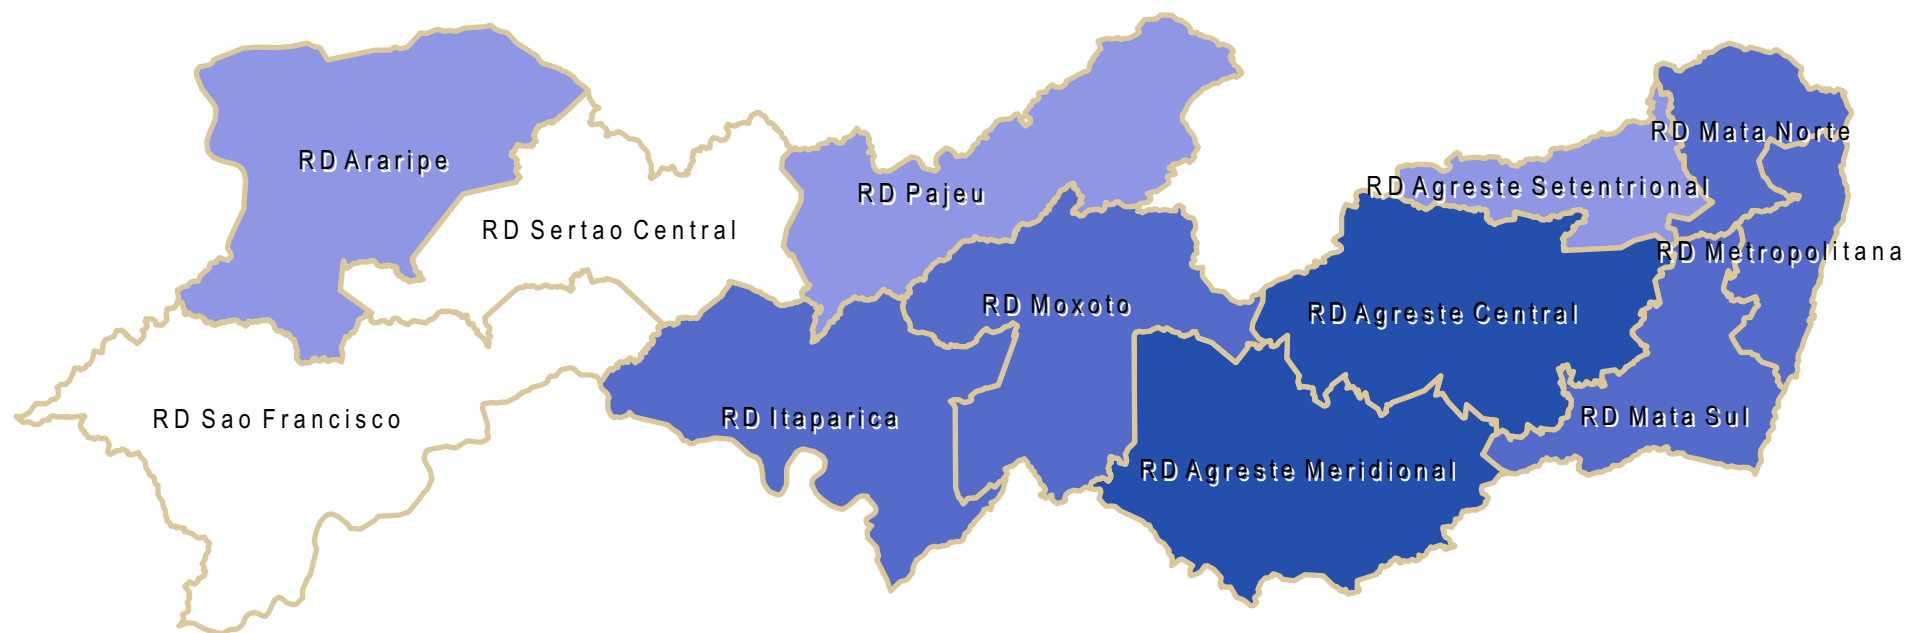 RD Mata Norte
RD Araripe
RD Agreste Setentrional
RD Pajeu
RD Sertao Central
RD Metropolitana
RD Moxoto
RD Agreste Central
RD Sao Francisco
RD Itaparica
RD Mata Sul
RD Agreste Meridional